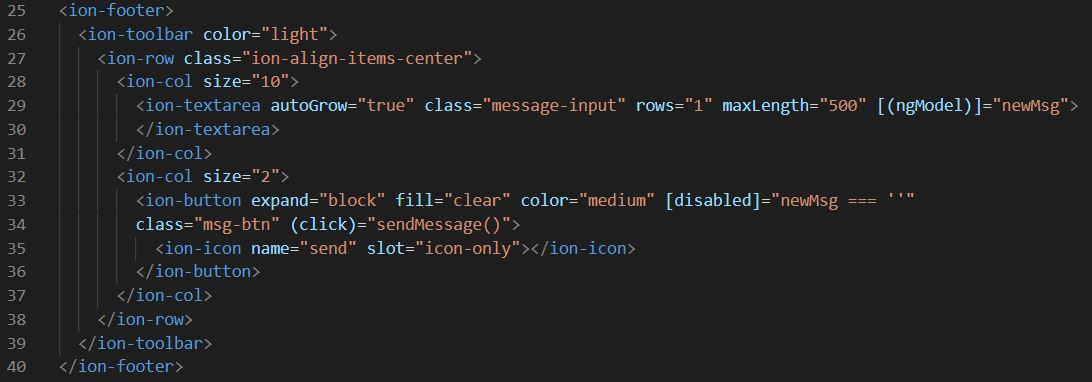 25 <ion-footer>
26   <ion-toolbar color="light">
27     <ion-row class="ion-align-items-center">
28       <ion-col size="10">
29         <ion-textarea autoGrow="true" class="message-input" rows="1" maxLength="500" [(ngModel)]="newMsg">
30         </ion-textarea>
31       </ion-col>
32       <ion-col size="2">
33         <ion-button expand="block" fill="clear" color="medium" [disabled]="newMsg === ''"
34         class="msg-btn" (click)="sendMessage()">
35           <ion-icon name="send" slot="icon-only"></ion-icon>
36         </ion-button>
37       </ion-col>
38     </ion-row>
39   </ion-toolbar>
40 </ion-footer>